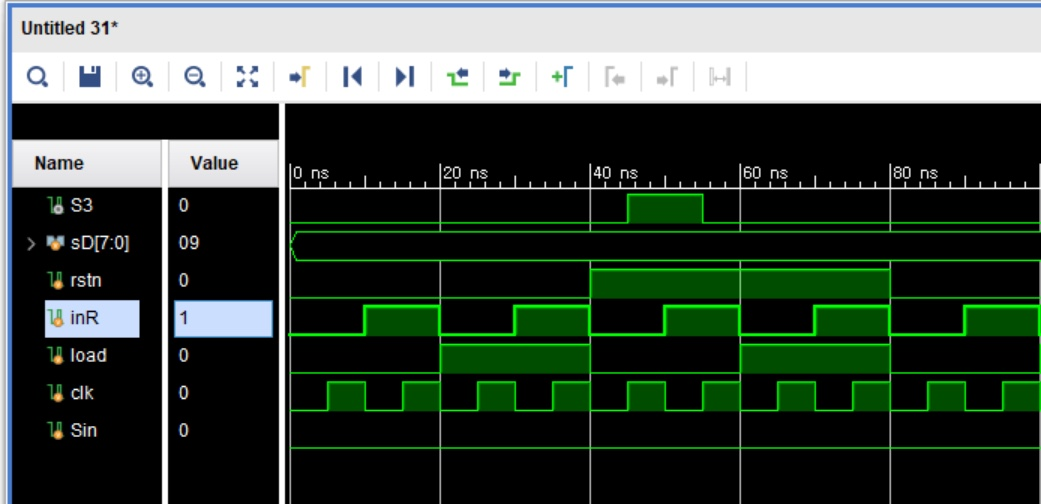 Untitled 31*
Name Value
0 ns 20 ns 40 ns 60 ns 80 ns
S3 0
sD[7:0] 09
rstn 0
inR 1
load 0
clk 0
Sin 0